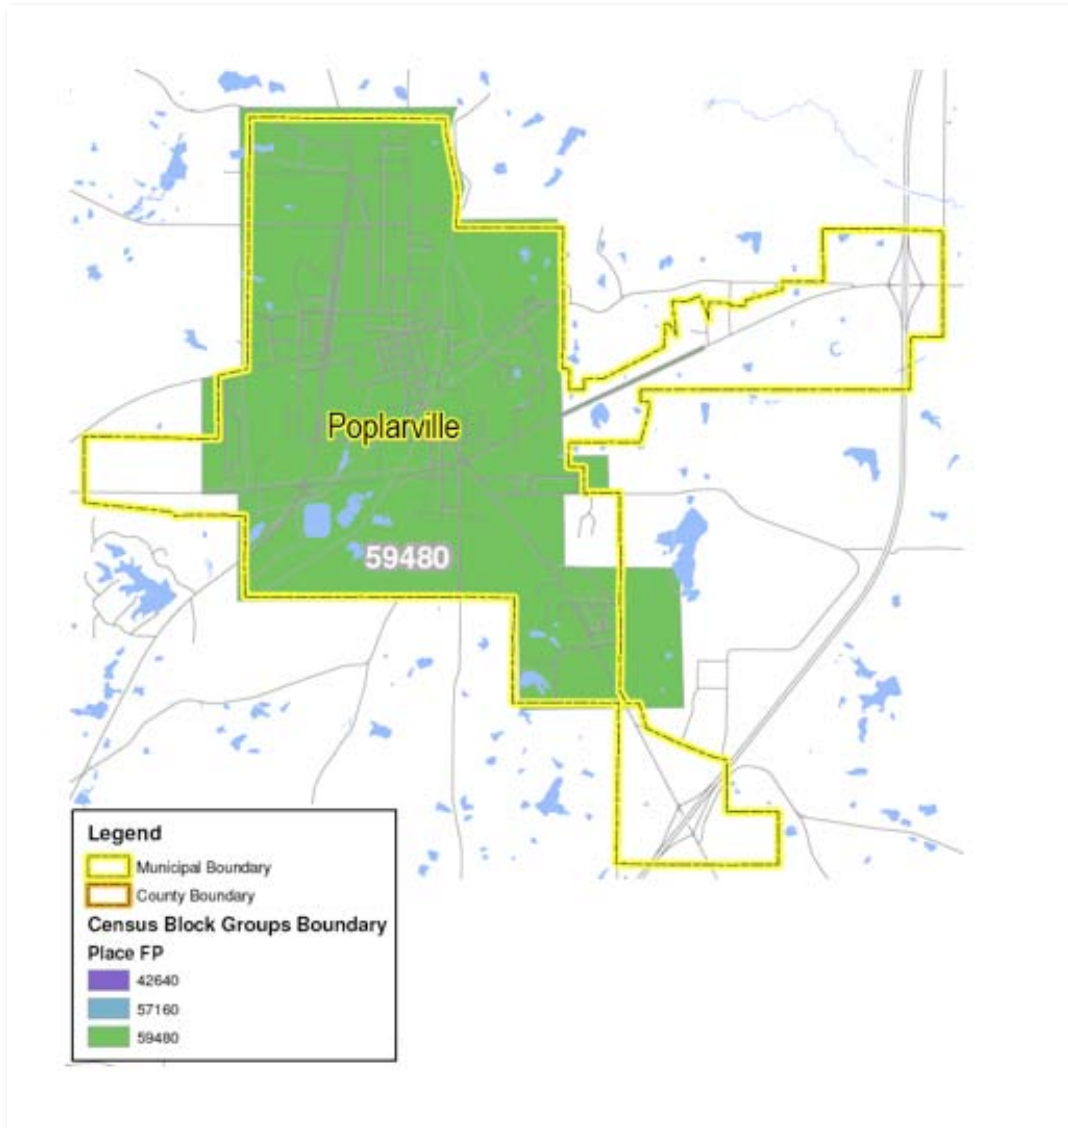 Poplarville
59480
Legend
Municipal Boundary
County Boundary
Census Block Groups Boundary
Place FP
42640
57160
59480